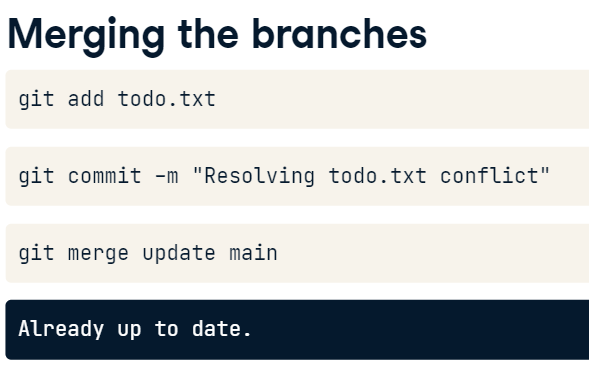 Merging the branches
git add todo.txt
git commit -m "Resolving todo.txt conflict"
git merge update main
Already up to date.